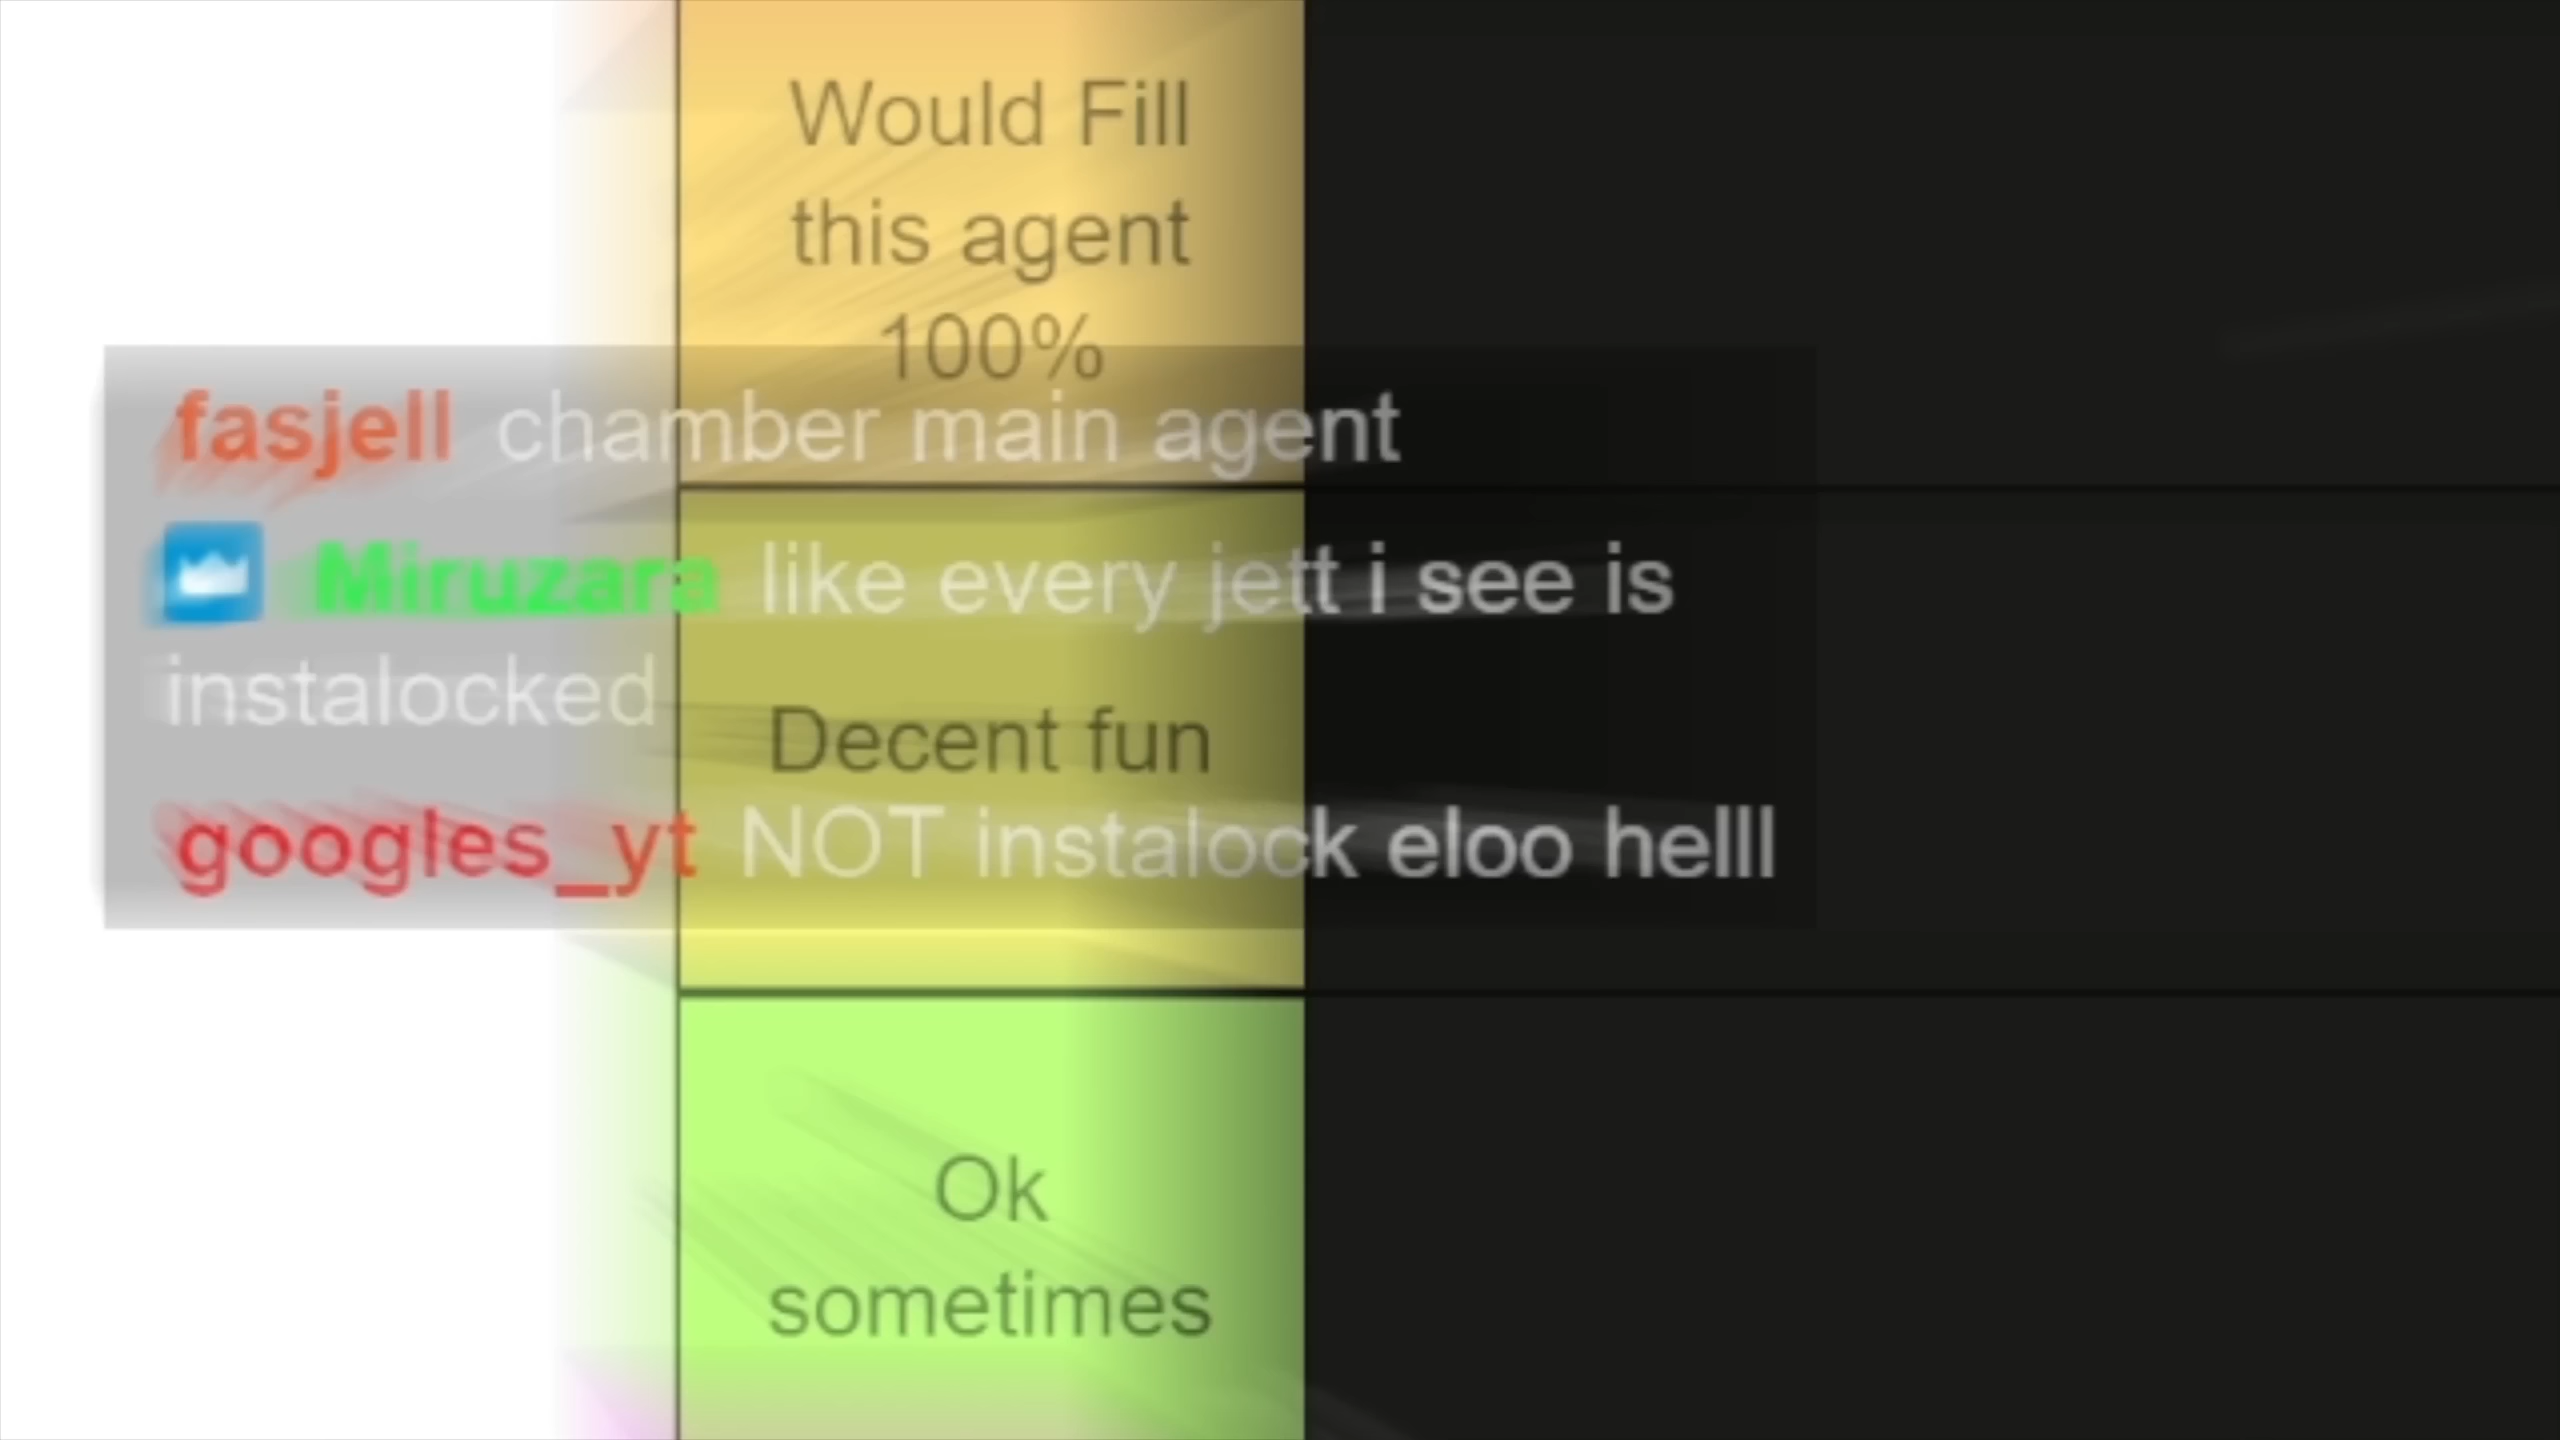 Would Fill
this agent
100%
fasjell chamber main agent
Miruzara like every jett i see is
instalocked
Decent fun
googles_yt NOT instalock eloo helll
Ok
sometimes